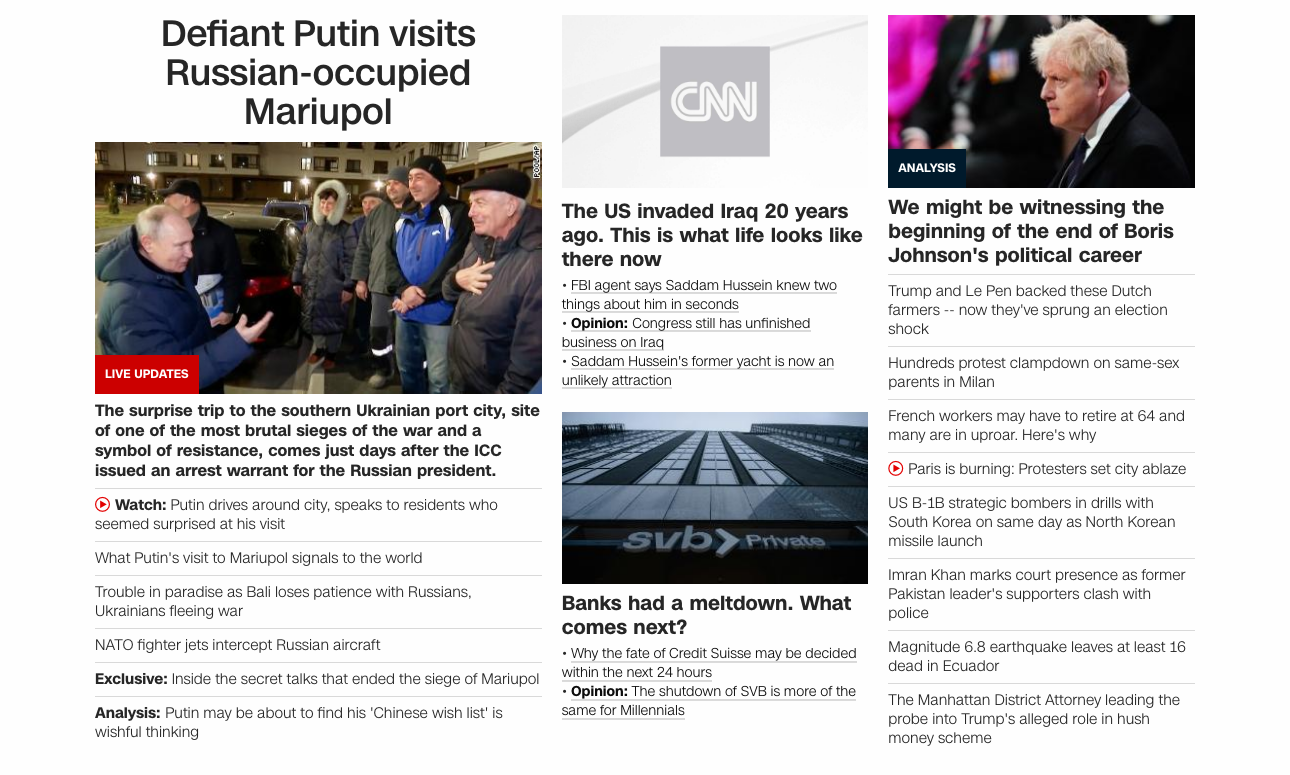 Defiant Putin visits
Russian-occupied
Mariupol
POOL/AP
LIVE UPDATES
The surprise trip to the southern Ukrainian port city, site
of one of the most brutal sieges of the war and a
symbol of resistance, comes just days after the ICC
issued an arrest warrant for the Russian president.
Watch: Putin drives around city, speaks to residents who
seemed surprised at his visit
What Putin's visit to Mariupol signals to the world
Trouble in paradise as Bali loses patience with Russians,
Ukrainians fleeing war
NATO fighter jets intercept Russian aircraft
Exclusive: Inside the secret talks that ended the siege of Mariupol
Analysis: Putin may be about to find his 'Chinese wish list' is
wishful thinking
CNN
The US invaded Iraq 20 years
ago. This is what life looks like
there now
• FBI agent says Saddam Hussein knew two
things about him in seconds
• Opinion: Congress still has unfinished
business on Iraq
• Saddam Hussein's former yacht is now an
unlikely attraction
svb Private
Banks had a meltdown. What
comes next?
• Why the fate of Credit Suisse may be decided
within the next 24 hours
• Opinion: The shutdown of SVB is more of the
same for Millennials
ANALYSIS
We might be witnessing the
beginning of the end of Boris
Johnson's political career
Trump and Le Pen backed these Dutch
farmers -- now they've sprung an election
shock
Hundreds protest clampdown on same-sex
parents in Milan
French workers may have to retire at 64 and
many are in uproar. Here's why
Paris is burning: Protesters set city ablaze
US B-1B strategic bombers in drills with
South Korea on same day as North Korean
missile launch
Imran Khan marks court presence as former
Pakistan leader's supporters clash with
police
Magnitude 6.8 earthquake leaves at least 16
dead in Ecuador
The Manhattan District Attorney leading the
probe into Trump's alleged role in hush
money scheme